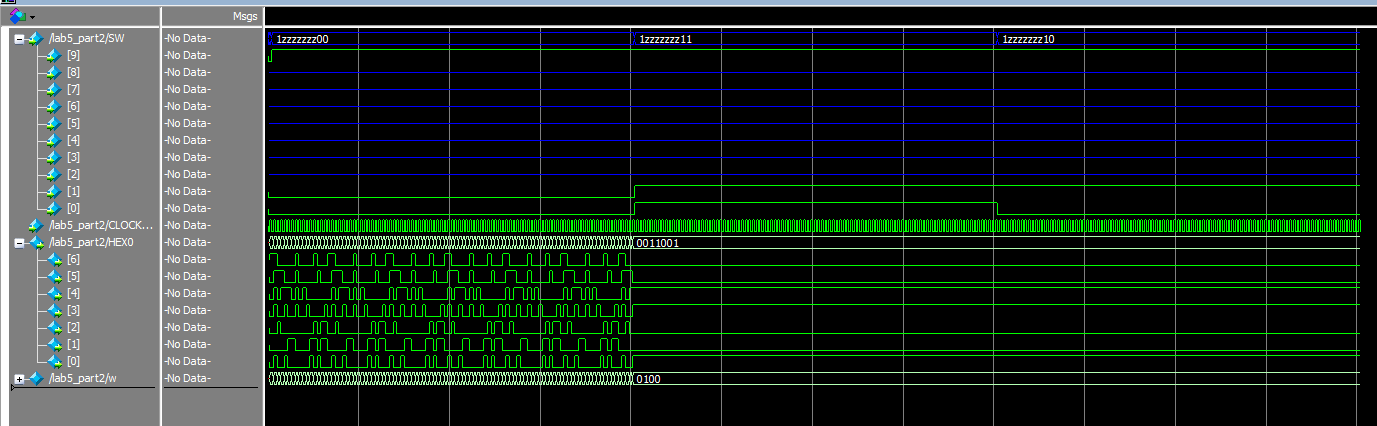 Msgs
/lab5_part2/SW -No Data- 1zzzzzzz00 1zzzzzzz11 1zzzzzzz10
[9] -No Data-
[8] -No Data-
[7] -No Data-
[6] -No Data-
[5] -No Data-
[4] -No Data-
[3] -No Data-
[2] -No Data-
[1] -No Data-
[0] -No Data-
/lab5_part2/CLOCK... -No Data-
/lab5_part2/HEX0 -No Data- 0011001
[6] -No Data-
[5] -No Data-
[4] -No Data-
[3] -No Data-
[2] -No Data-
[1] -No Data-
[0] -No Data-
/lab5_part2/w -No Data- 0100